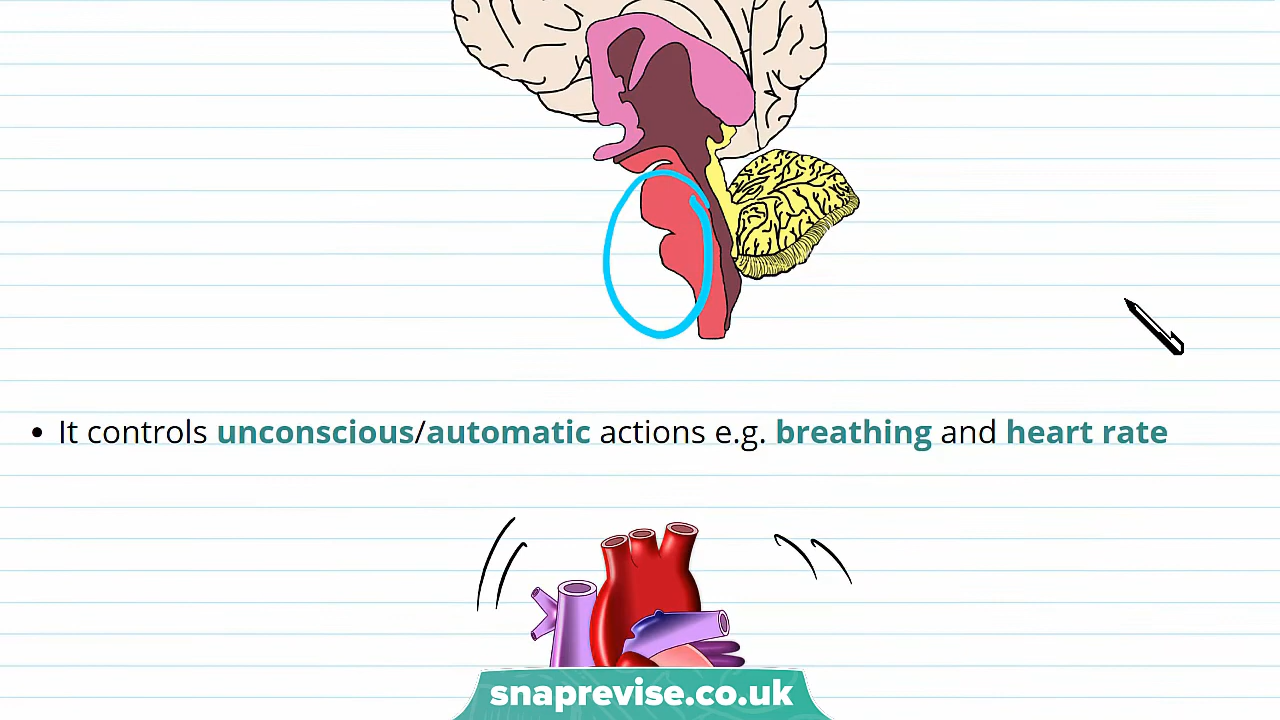 • It controls unconscious/automatic actions e.g. breathing and heart rate
snaprevise.co.uk